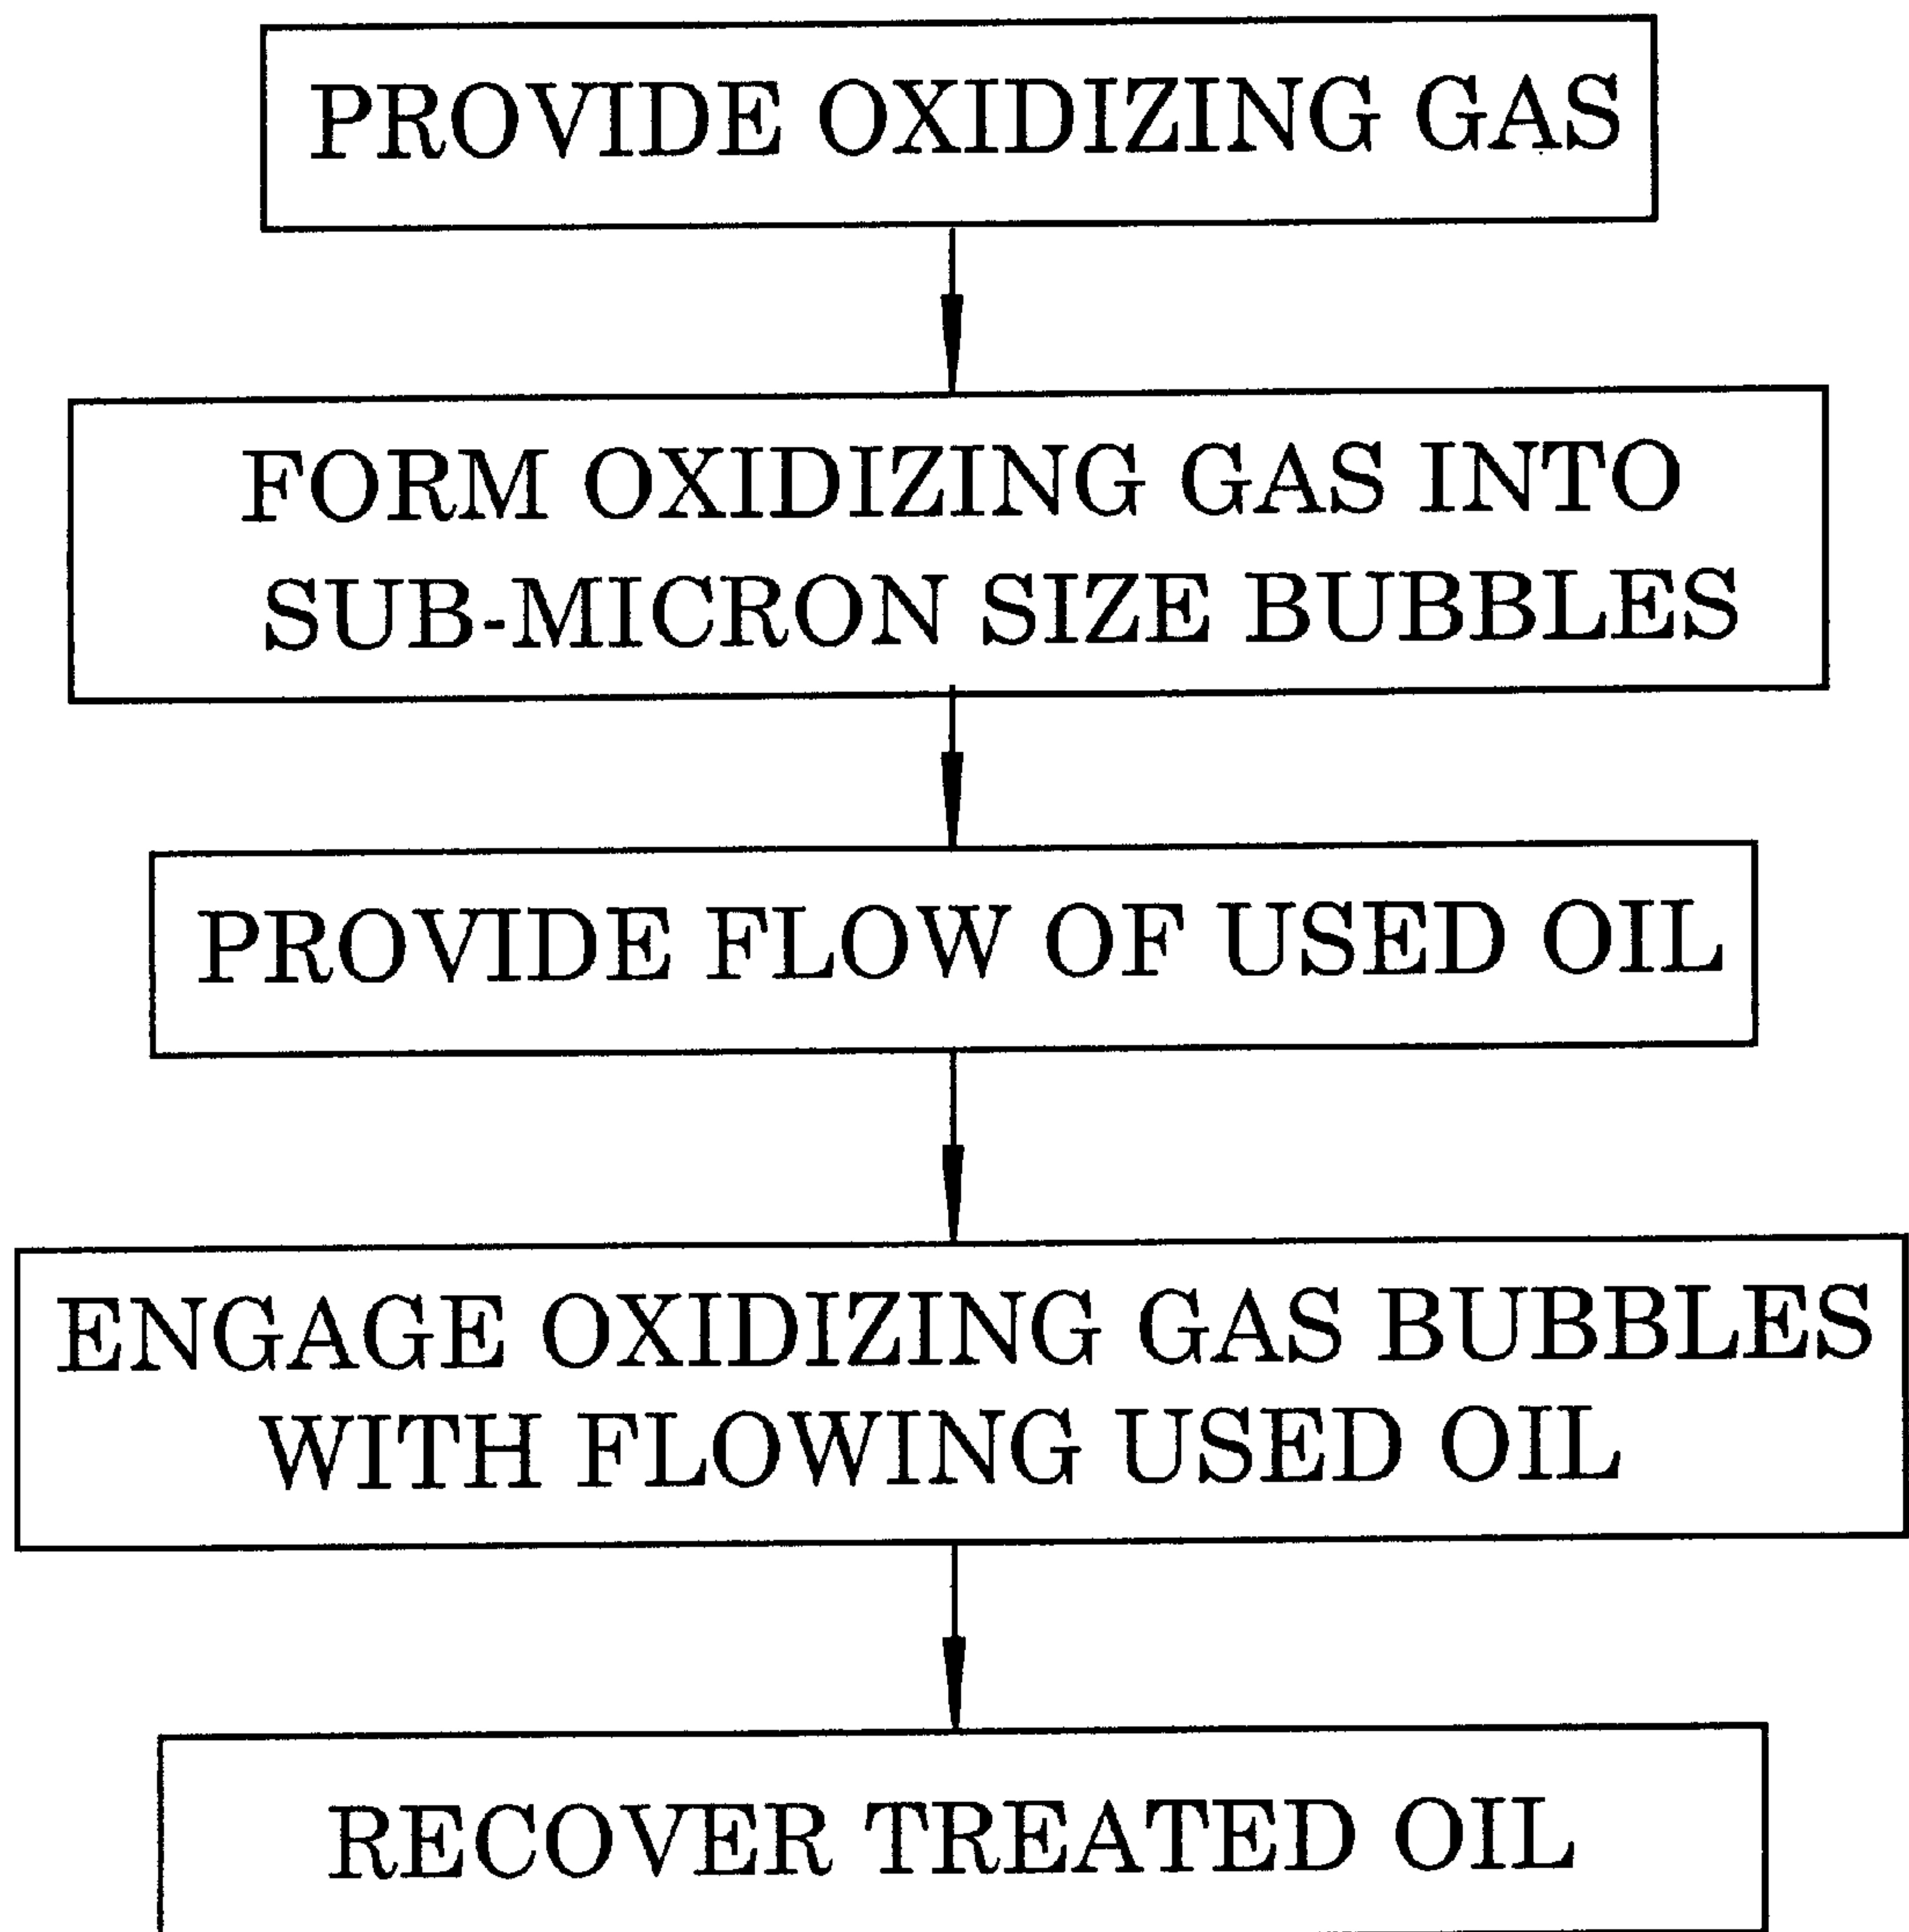 PROVIDE OXIDIZING GAS
FORM OXIDIZING GAS INTO
SUB-MICRON SIZE BUBBLES
PROVIDE FLOW OF USED OIL
ENGAGE OXIDIZING GAS BUBBLES
WITH FLOWING USED OIL
RECOVER TREATED OIL